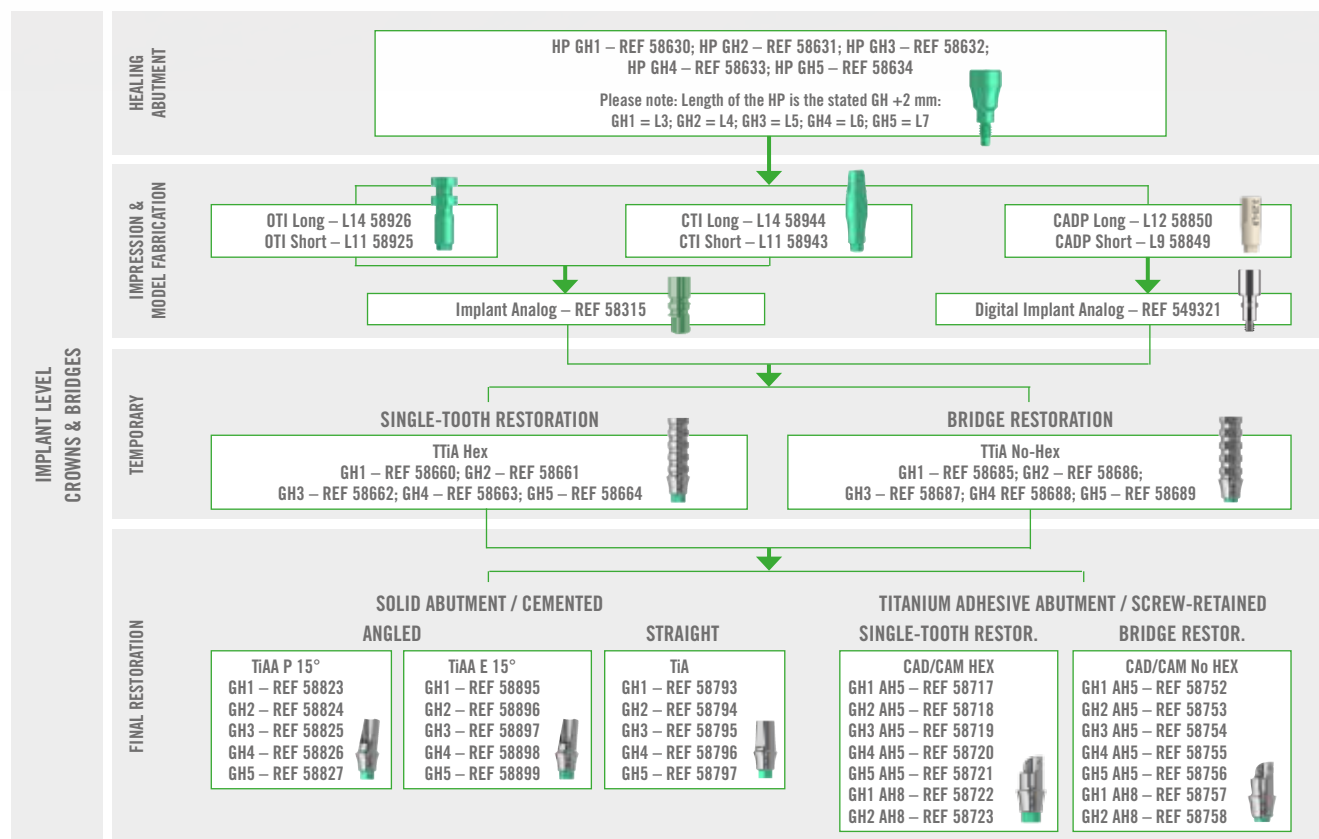 IMPLANT LEVEL
CROWNS & BRIDGES
HEALING
ABUTMENT
HP GH1 – REF 58630; HP GH2 – REF 58631; HP GH3 – REF 58632;
HP GH4 – REF 58633; HP GH5 – REF 58634
Please note: Length of the HP is the stated GH +2 mm:
GH1 = L3; GH2 = L4; GH3 = L5; GH4 = L6; GH5 = L7
IMPRESSION &
MODEL FABRICATION
OTI Long – L14 58926
OTI Short – L11 58925
CTI Long – L14 58944
CTI Short – L11 58943
CADP Long – L12 58850
CADP Short – L9 58849
Implant Analog – REF 58315
Digital Implant Analog – REF 549321
TEMPORARY
SINGLE-TOOTH RESTORATION
TTiA Hex
GH1 – REF 58660; GH2 – REF 58661
GH3 – REF 58662; GH4 – REF 58663; GH5 – REF 58664
BRIDGE RESTORATION
TTiA No-Hex
GH1 – REF 58685; GH2 – REF 58686;
GH3 – REF 58687; GH4 REF 58688; GH5 – REF 58689
FINAL RESTORATION
SOLID ABUTMENT / CEMENTED
ANGLED
TiAA P 15°
GH1 – REF 58823
GH2 – REF 58824
GH3 – REF 58825
GH4 – REF 58826
GH5 – REF 58827
TiAA E 15°
GH1 – REF 58895
GH2 – REF 58896
GH3 – REF 58897
GH4 – REF 58898
GH5 – REF 58899
STRAIGHT
TiA
GH1 – REF 58793
GH2 – REF 58794
GH3 – REF 58795
GH4 – REF 58796
GH5 – REF 58797
TITANIUM ADHESIVE ABUTMENT / SCREW-RETAINED
SINGLE-TOOTH RESTOR.
CAD/CAM HEX
GH1 AH5 – REF 58717
GH2 AH5 – REF 58718
GH3 AH5 – REF 58719
GH4 AH5 – REF 58720
GH5 AH5 – REF 58721
GH1 AH8 – REF 58722
GH2 AH8 – REF 58723
BRIDGE RESTOR.
CAD/CAM No HEX
GH1 AH5 – REF 58752
GH2 AH5 – REF 58753
GH3 AH5 – REF 58754
GH4 AH5 – REF 58755
GH5 AH5 – REF 58756
GH1 AH8 – REF 58757
GH2 AH8 – REF 58758